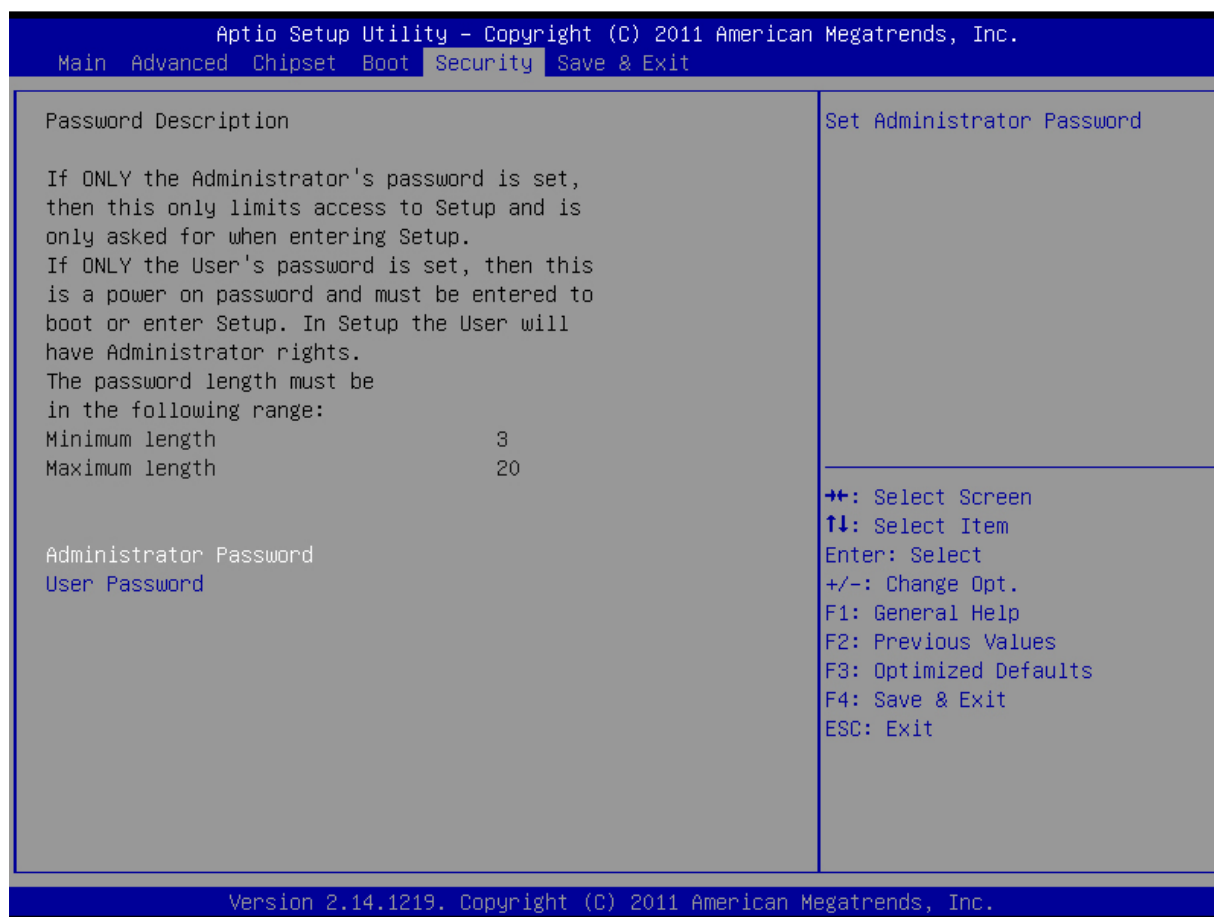 Aptio Setup Utility – Copyright (C) 2011 American Megatrends, Inc.
Main Advanced Chipset Boot Security Save & Exit
Password Description
If ONLY the Administrator's password is set,
then this only limits access to Setup and is
only asked for when entering Setup.
If ONLY the User's password is set, then this
is a power on password and must be entered to
boot or enter Setup. In Setup the User will
have Administrator rights.
The password length must be
in the following range:
Minimum length 3
Maximum length 20
Administrator Password
User Password
Set Administrator Password
→←: Select Screen
↑↓: Select Item
Enter: Select
+/-: Change Opt.
F1: General Help
F2: Previous Values
F3: Optimized Defaults
F4: Save & Exit
ESC: Exit
Version 2.14.1219. Copyright (C) 2011 American Megatrends, Inc.